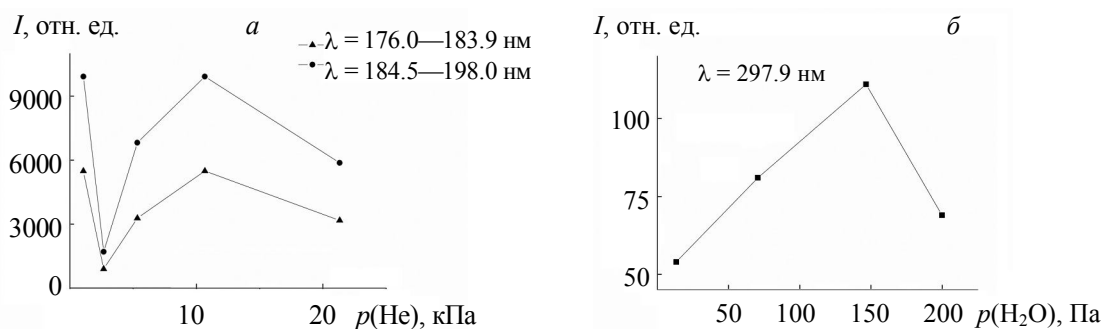 I, отн. ед. а
λ = 176.0—183.9 нм
λ = 184.5—198.0 нм
9000
6000
3000
0
10 20 p(He), кПа
I, отн. ед. б
λ = 297.9 нм
100
75
50
50 100 150 200 p(H₂O), Па